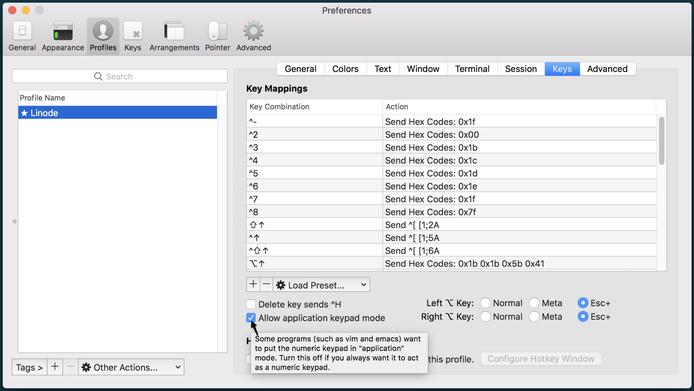 Preferences
General
Appearance
Profiles
Keys
Arrangements
Pointer
Advanced
Search
Profile Name
★ Linode
Tags >
+
−
Other Actions...
General
Colors
Text
Window
Terminal
Session
Keys
Advanced
Key Mappings
Key Combination Action
^- Send Hex Codes: 0x1f
^2 Send Hex Codes: 0x00
^3 Send Hex Codes: 0x1b
^4 Send Hex Codes: 0x1c
^5 Send Hex Codes: 0x1d
^6 Send Hex Codes: 0x1e
^7 Send Hex Codes: 0x1f
^8 Send Hex Codes: 0x7f
⇧↑ Send ^[ [1;2A
^↑ Send ^[ [1;5A
^⇧↑ Send ^[ [1;6A
⌥↑ Send Hex Codes: 0x1b 0x1b 0x5b 0x41
+ − Load Preset...
Delete key sends ^H
Allow application keypad mode
Left ⌥ Key: Normal Meta Esc+
Right ⌥ Key: Normal Meta Esc+
Some programs (such as vim and emacs) want
to put the numeric keypad in "application"
mode. Turn this off if you always want it to act
as a numeric keypad.
H
this profile.
Configure Hotkey Window